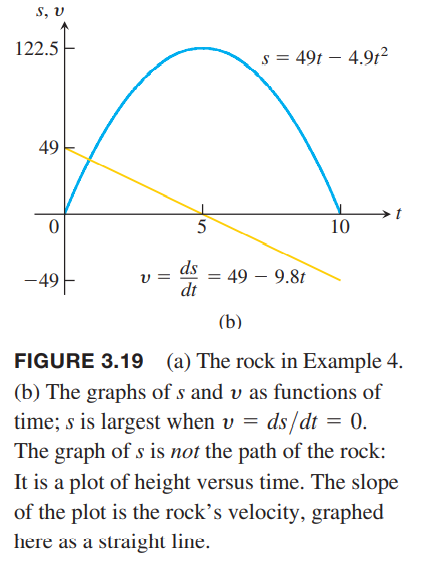 s, v
122.5
s = 49t − 4.9t²
49
t
0
5
10
−49
v = ds/dt = 49 − 9.8t
(b)
FIGURE 3.19 (a) The rock in Example 4.
(b) The graphs of s and v as functions of
time; s is largest when v = ds/dt = 0.
The graph of s is not the path of the rock:
It is a plot of height versus time. The slope
of the plot is the rock’s velocity, graphed
here as a straight line.